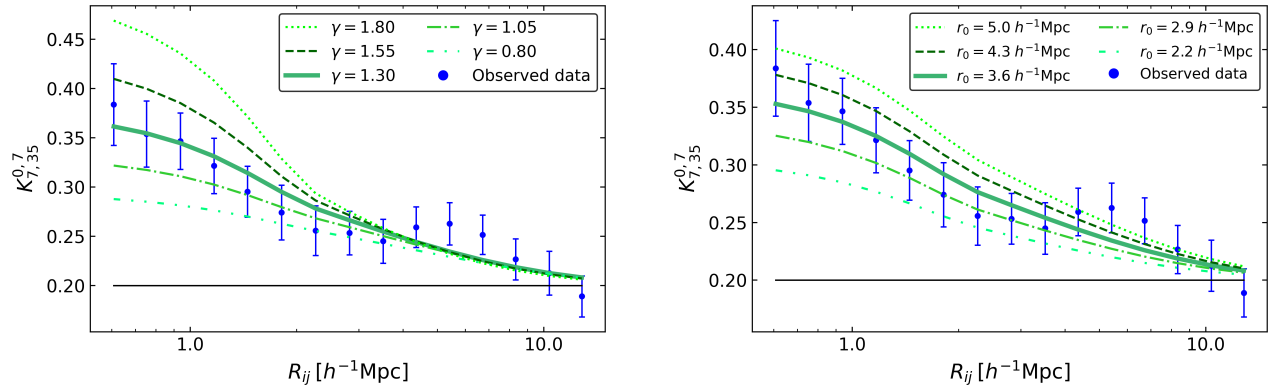 γ = 1.80
γ = 1.55
γ = 1.30
γ = 1.05
γ = 0.80
Observed data
0.45
0.40
0.35
0.30
0.25
0.20
K^{0, 7}_{7, 35}
1.0
10.0
R_{ij} [h^{-1}Mpc]
r_0 = 5.0 h^{-1}Mpc
r_0 = 4.3 h^{-1}Mpc
r_0 = 3.6 h^{-1}Mpc
r_0 = 2.9 h^{-1}Mpc
r_0 = 2.2 h^{-1}Mpc
Observed data
0.40
0.35
0.30
0.25
0.20
K^{0, 7}_{7, 35}
1.0
10.0
R_{ij} [h^{-1}Mpc]